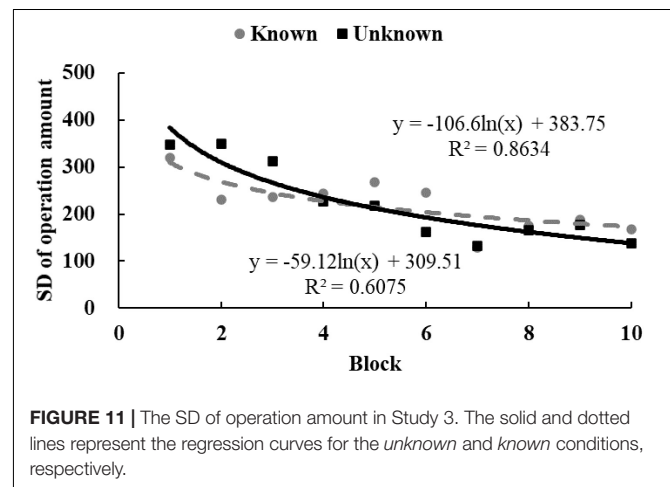 Known Unknown
SD of operation amount
500
400
300
200
100
0
y = -106.6ln(x) + 383.75
R² = 0.8634
y = -59.12ln(x) + 309.51
R² = 0.6075
0 2 4 6 8 10
Block
FIGURE 11 | The SD of operation amount in Study 3. The solid and dotted
lines represent the regression curves for the unknown and known conditions,
respectively.